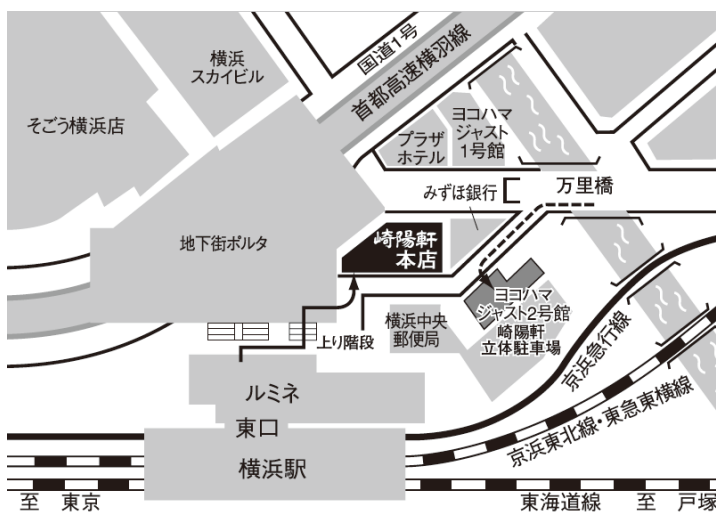 国道1号
首都高速横羽線
横浜
スカイビル
そごう横浜店
ヨコハマ
ジャスト
1号館
プラザ
ホテル
みずほ銀行
万里橋
地下街ポルタ
崎陽軒
本店
ヨコハマ
ジャスト2号館
崎陽軒
立体駐車場
横浜中央
郵便局
上り階段
ルミネ
東口
横浜駅
京浜急行線
京浜東北線・東急東横線
至 東京
東海道線 至 戸塚